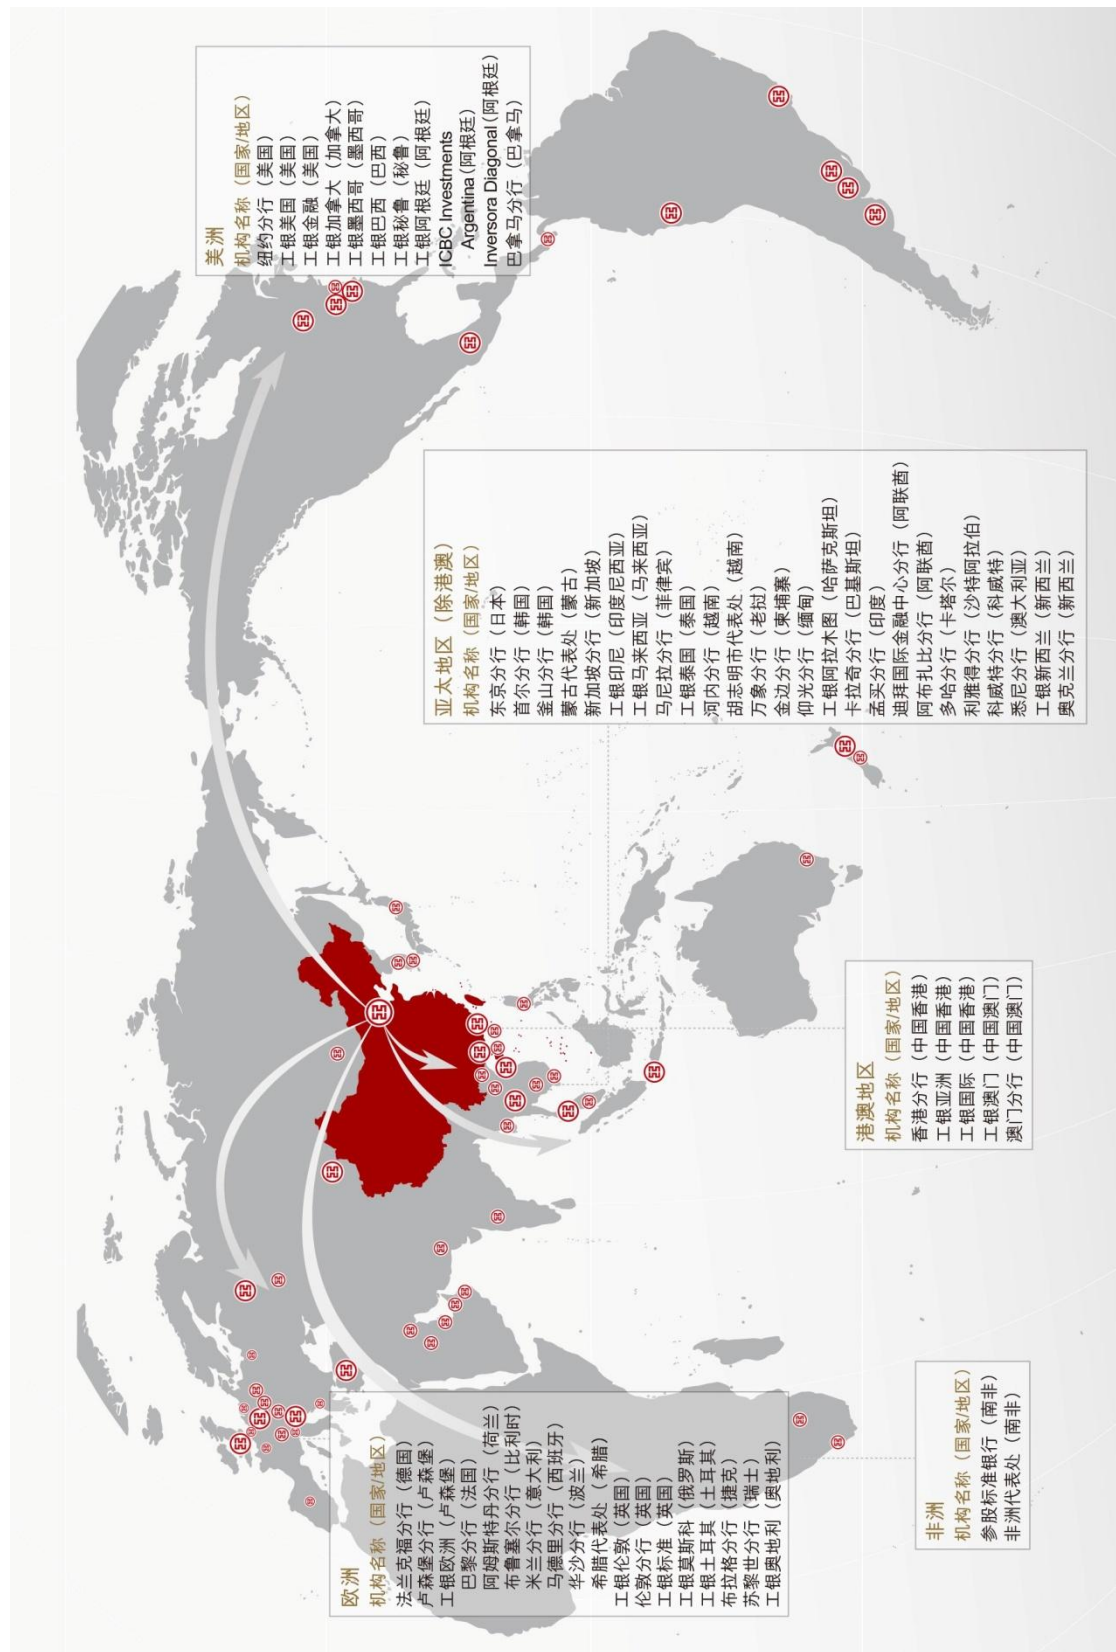 美洲
机构名称（国家/地区）
纽约分行（美国）
工银美国（美国）
工银金融（美国）
工银加拿大（加拿大）
工银墨西哥（墨西哥）
工银巴西（巴西）
工银秘鲁（秘鲁）
工银阿根廷（阿根廷）
ICBC Investments
Argentina(阿根廷)
Inversora Diagonal(阿根廷)
巴拿马分行（巴拿马）
亚太地区（除港澳）
机构名称（国家/地区）
东京分行（日本）
首尔分行（韩国）
釜山分行（韩国）
蒙古代表处（蒙古）
新加坡分行（新加坡）
工银印尼（印度尼西亚）
工银马来西亚（马来西亚）
马尼拉分行（菲律宾）
工银泰国（泰国）
河内分行（越南）
胡志明市代表处（越南）
万象分行（老挝）
金边分行（柬埔寨）
仰光分行（缅甸）
工银阿拉木图（哈萨克斯坦）
卡拉奇分行（巴基斯坦）
孟买分行（印度）
迪拜国际金融中心分行（阿联酋）
阿布扎比分行（阿联酋）
多哈分行（卡塔尔）
利雅得分行（沙特阿拉伯）
科威特分行（科威特）
悉尼分行（澳大利亚）
工银新西兰（新西兰）
奥克兰分行（新西兰）
港澳地区
机构名称（国家/地区）
香港分行（中国香港）
工银亚洲（中国香港）
工银国际（中国香港）
工银澳门（中国澳门）
澳门分行（中国澳门）
欧洲
机构名称（国家/地区）
法兰克福分行（德国）
卢森堡分行（卢森堡）
工银欧洲（卢森堡）
巴黎分行（法国）
阿姆斯特丹分行（荷兰）
布鲁塞尔分行（比利时）
米兰分行（意大利）
马德里分行（西班牙）
华沙分行（波兰）
希腊代表处（希腊）
工银伦敦（英国）
伦敦分行（英国）
工银标准（英国）
工银莫斯科（俄罗斯）
工银土耳其（土耳其）
布拉格分行（捷克）
苏黎世分行（瑞士）
工银奥地利（奥地利）
非洲
机构名称（国家/地区）
参股标准银行（南非）
非洲代表处（南非）